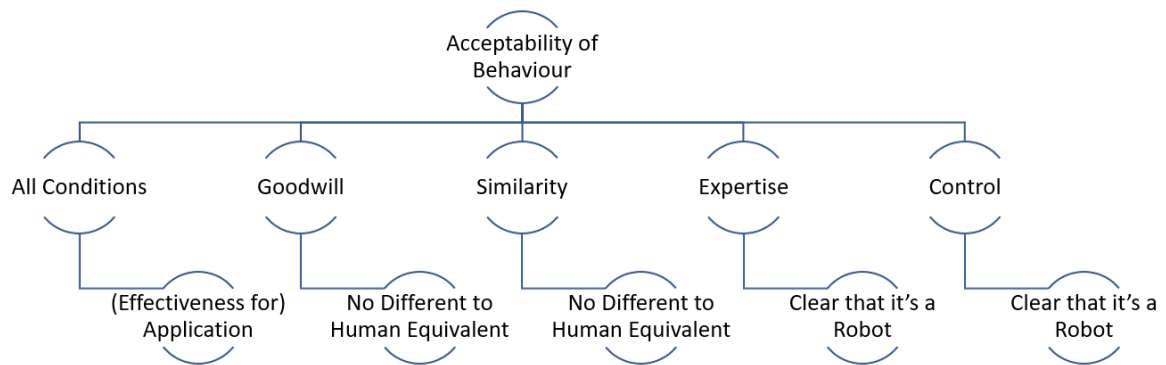 Acceptability of
Behaviour
All Conditions
Goodwill
Similarity
Expertise
Control
(Effectiveness for)
Application
No Different to
Human Equivalent
No Different to
Human Equivalent
Clear that it's a
Robot
Clear that it's a
Robot